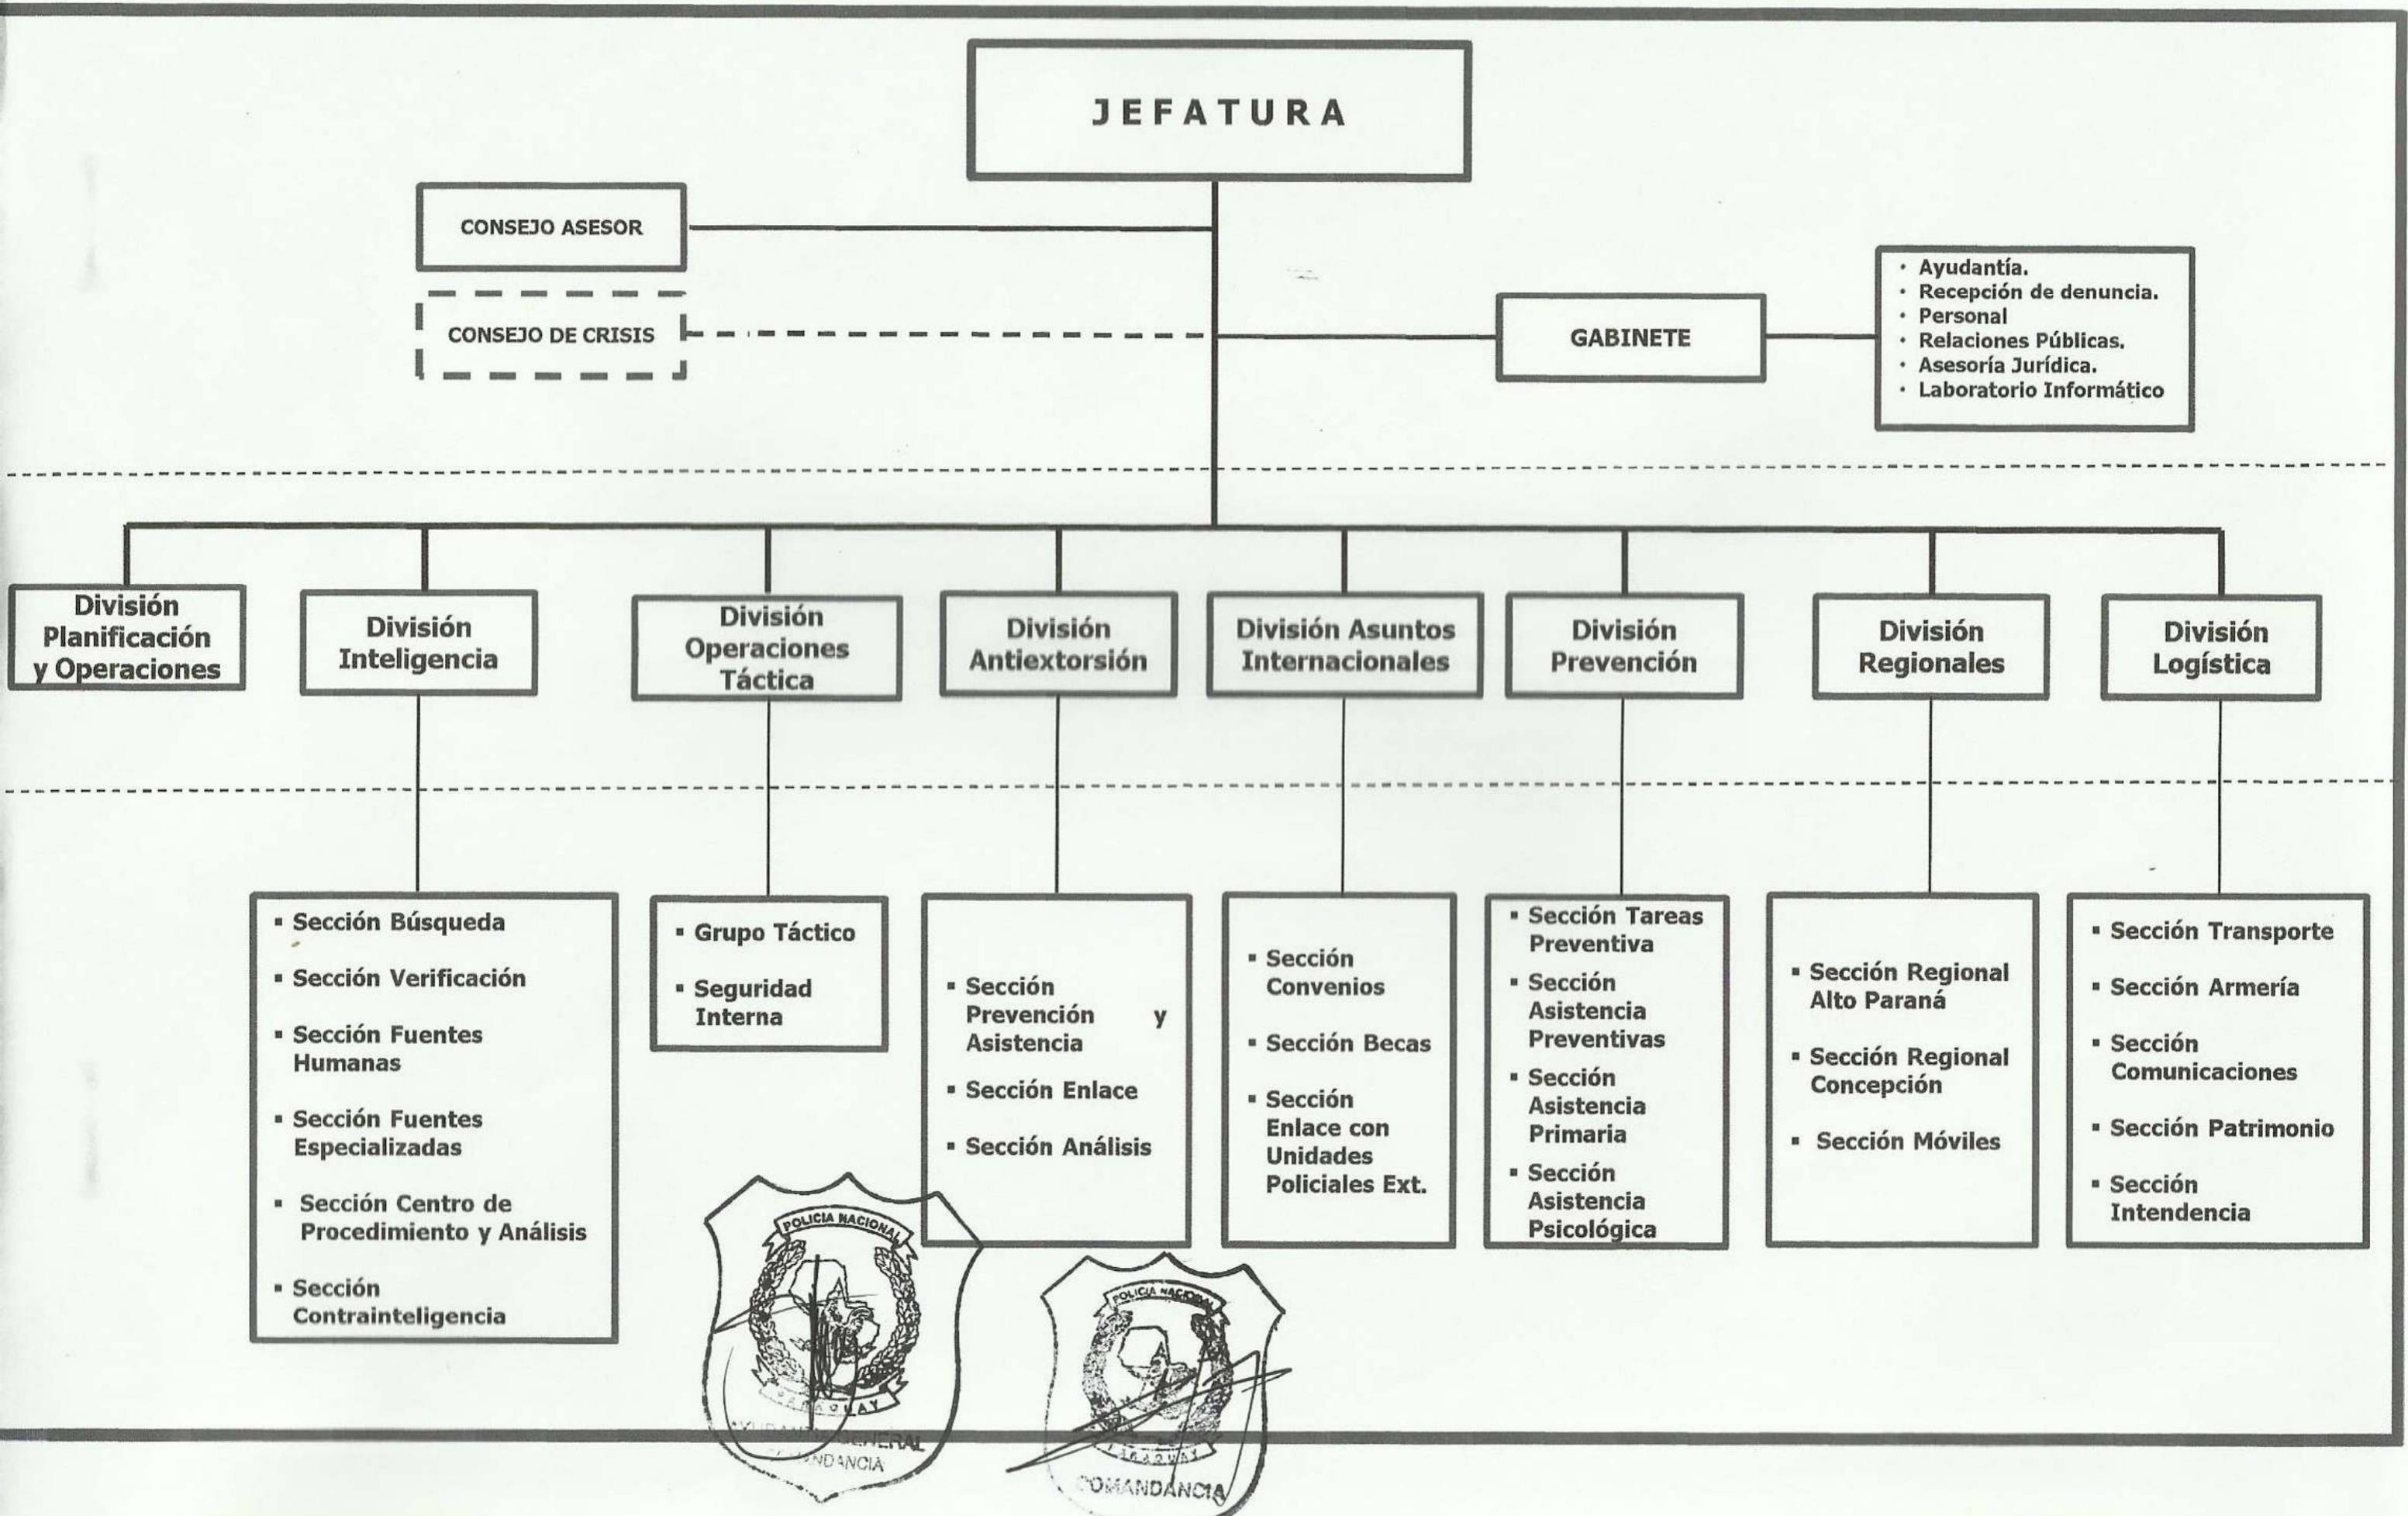 JEFATURA
CONSEJO ASESOR
CONSEJO DE CRISIS
GABINETE
• Ayudantía.
• Recepción de denuncia.
• Personal
• Relaciones Públicas.
• Asesoría Jurídica.
• Laboratorio Informático
División
Planificación
y Operaciones
División
Inteligencia
División
Operaciones
Táctica
División
Antiextorsión
División Asuntos
Internacionales
División
Prevención
División
Regionales
División
Logística
▪ Sección Búsqueda
▪ Sección Verificación
▪ Sección Fuentes
Humanas
▪ Sección Fuentes
Especializadas
▪ Sección Centro de
Procedimiento y Análisis
▪ Sección
Contrainteligencia
▪ Grupo Táctico
▪ Seguridad
Interna
▪ Sección
Prevención y
Asistencia
▪ Sección Enlace
▪ Sección Análisis
▪ Sección
Convenios
▪ Sección Becas
▪ Sección
Enlace con
Unidades
Policiales Ext.
▪ Sección Tareas
Preventiva
▪ Sección
Asistencia
Preventivas
▪ Sección
Asistencia
Primaria
▪ Sección
Asistencia
Psicológica
▪ Sección Regional
Alto Paraná
▪ Sección Regional
Concepción
▪ Sección Móviles
▪ Sección Transporte
▪ Sección Armería
▪ Sección
Comunicaciones
▪ Sección Patrimonio
▪ Sección
Intendencia
POLICIA NACIONAL
PARAGUAY
POLICIA NACIONAL
PARAGUAY
COMANDANCIA